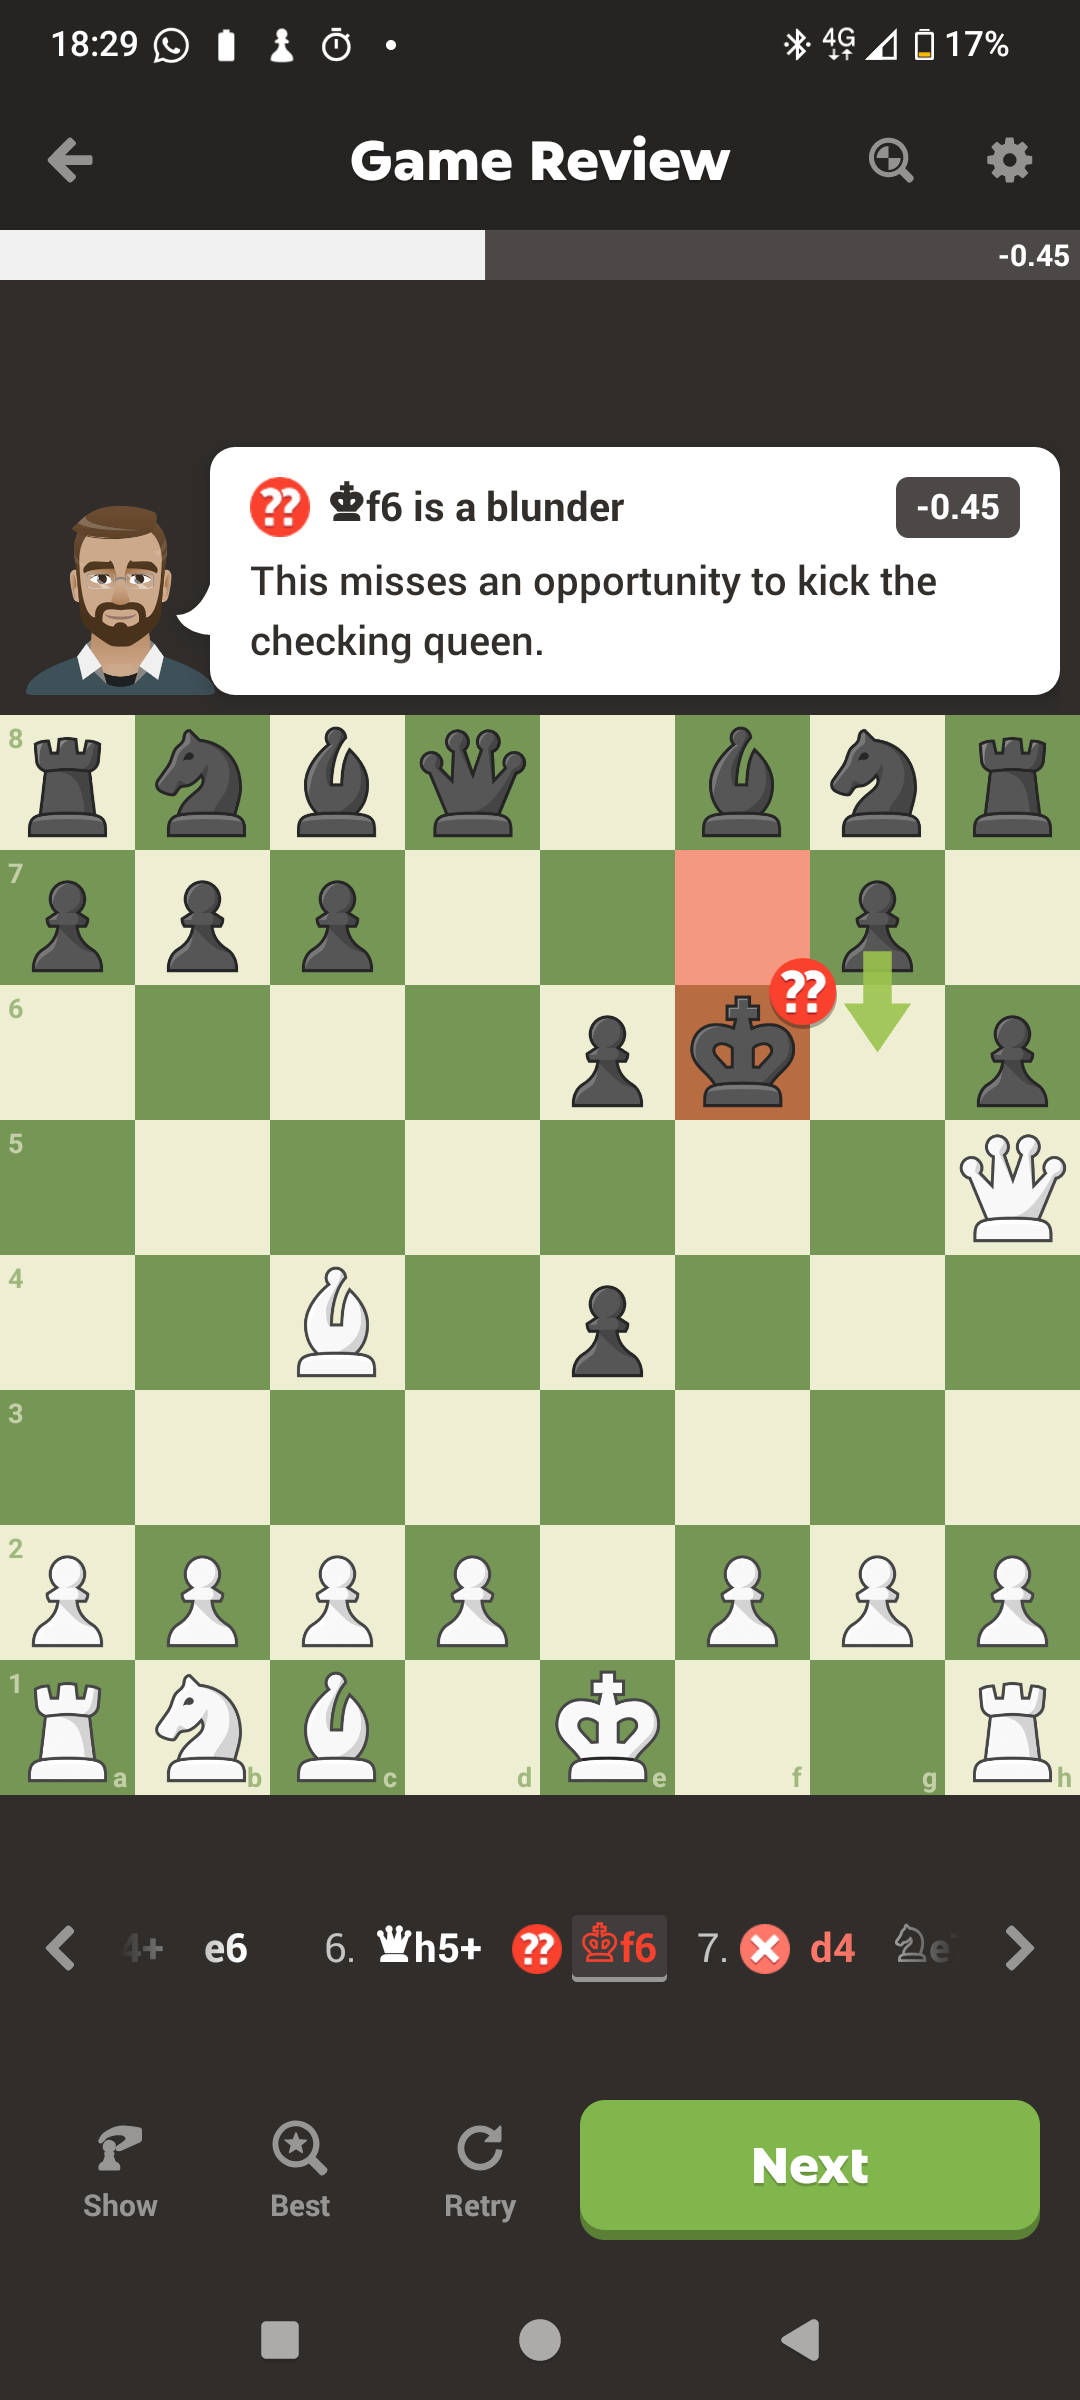 18:29 4G 17%
Game Review
-0.45
?? f6 is a blunder -0.45
This misses an opportunity to kick the
checking queen.
8
7
??
6
5
4
3
2
1
a b c d e f g h
4+ e6 6. h5+ ?? f6 7. d4 e
Show Best Retry Next